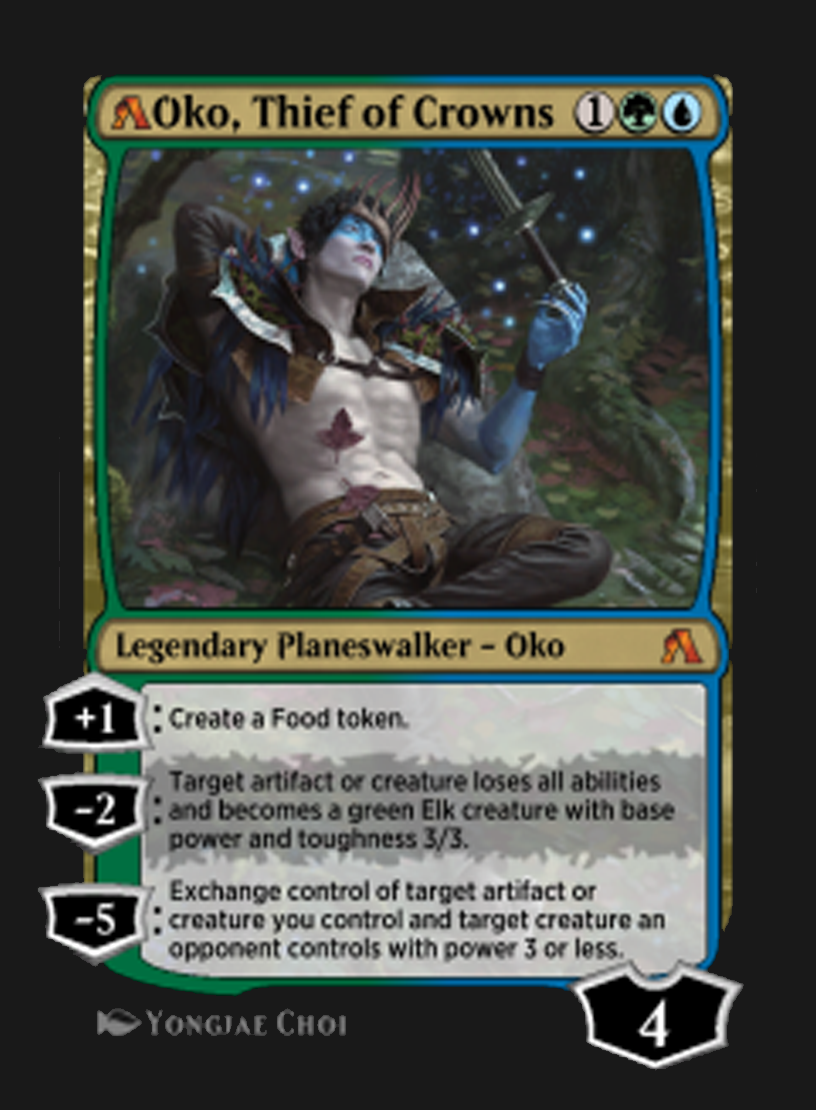 Oko, Thief of Crowns 1
Legendary Planeswalker – Oko
+1 : Create a Food token.
Target artifact or creature loses all abilities
−2 : and becomes a green Elk creature with base
power and toughness 3/3.
Exchange control of target artifact or
−5 : creature you control and target creature an
opponent controls with power 3 or less.
4
Yongjae Choi